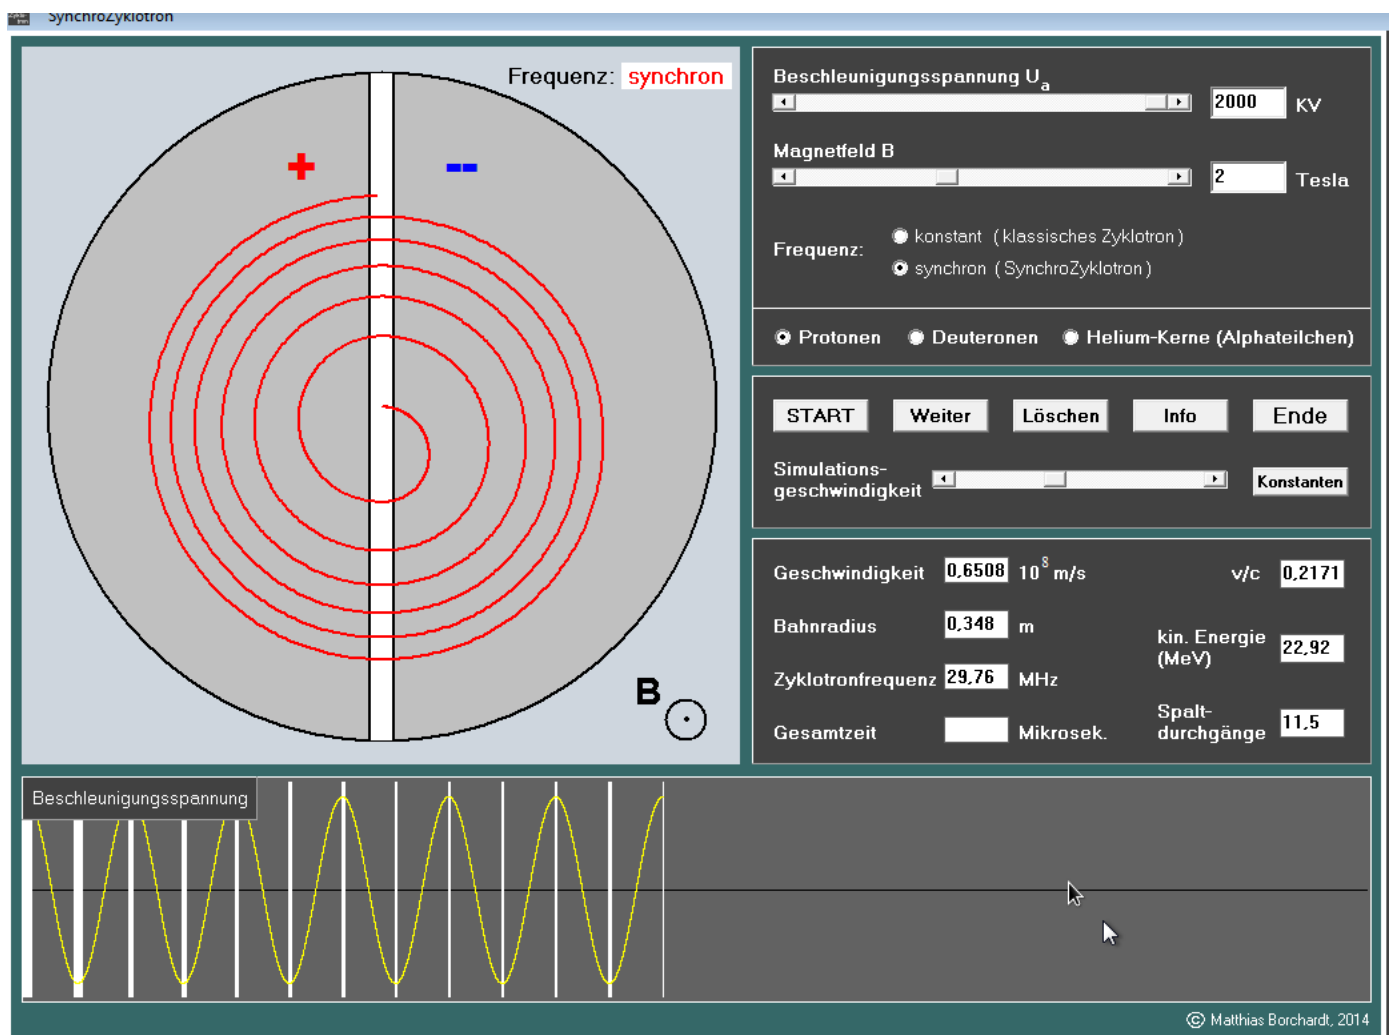 SynchroZyklotron
Frequenz: synchron
+ --
B
Beschleunigungsspannung Ua
2000 KV
Magnetfeld B
2 Tesla
Frequenz:
konstant ( klassisches Zyklotron )
synchron ( SynchroZyklotron )
Protonen Deuteronen Helium-Kerne (Alphateilchen)
START Weiter Löschen Info Ende
Simulations-
geschwindigkeit
Konstanten
Geschwindigkeit 0,6508 10^8 m/s v/c 0,2171
Bahnradius 0,348 m
kin. Energie
(MeV) 22,92
Zyklotronfrequenz 29,76 MHz
Gesamtzeit Mikrosek.
Spalt-
durchgänge 11,5
Beschleunigungsspannung
© Matthias Borchardt, 2014